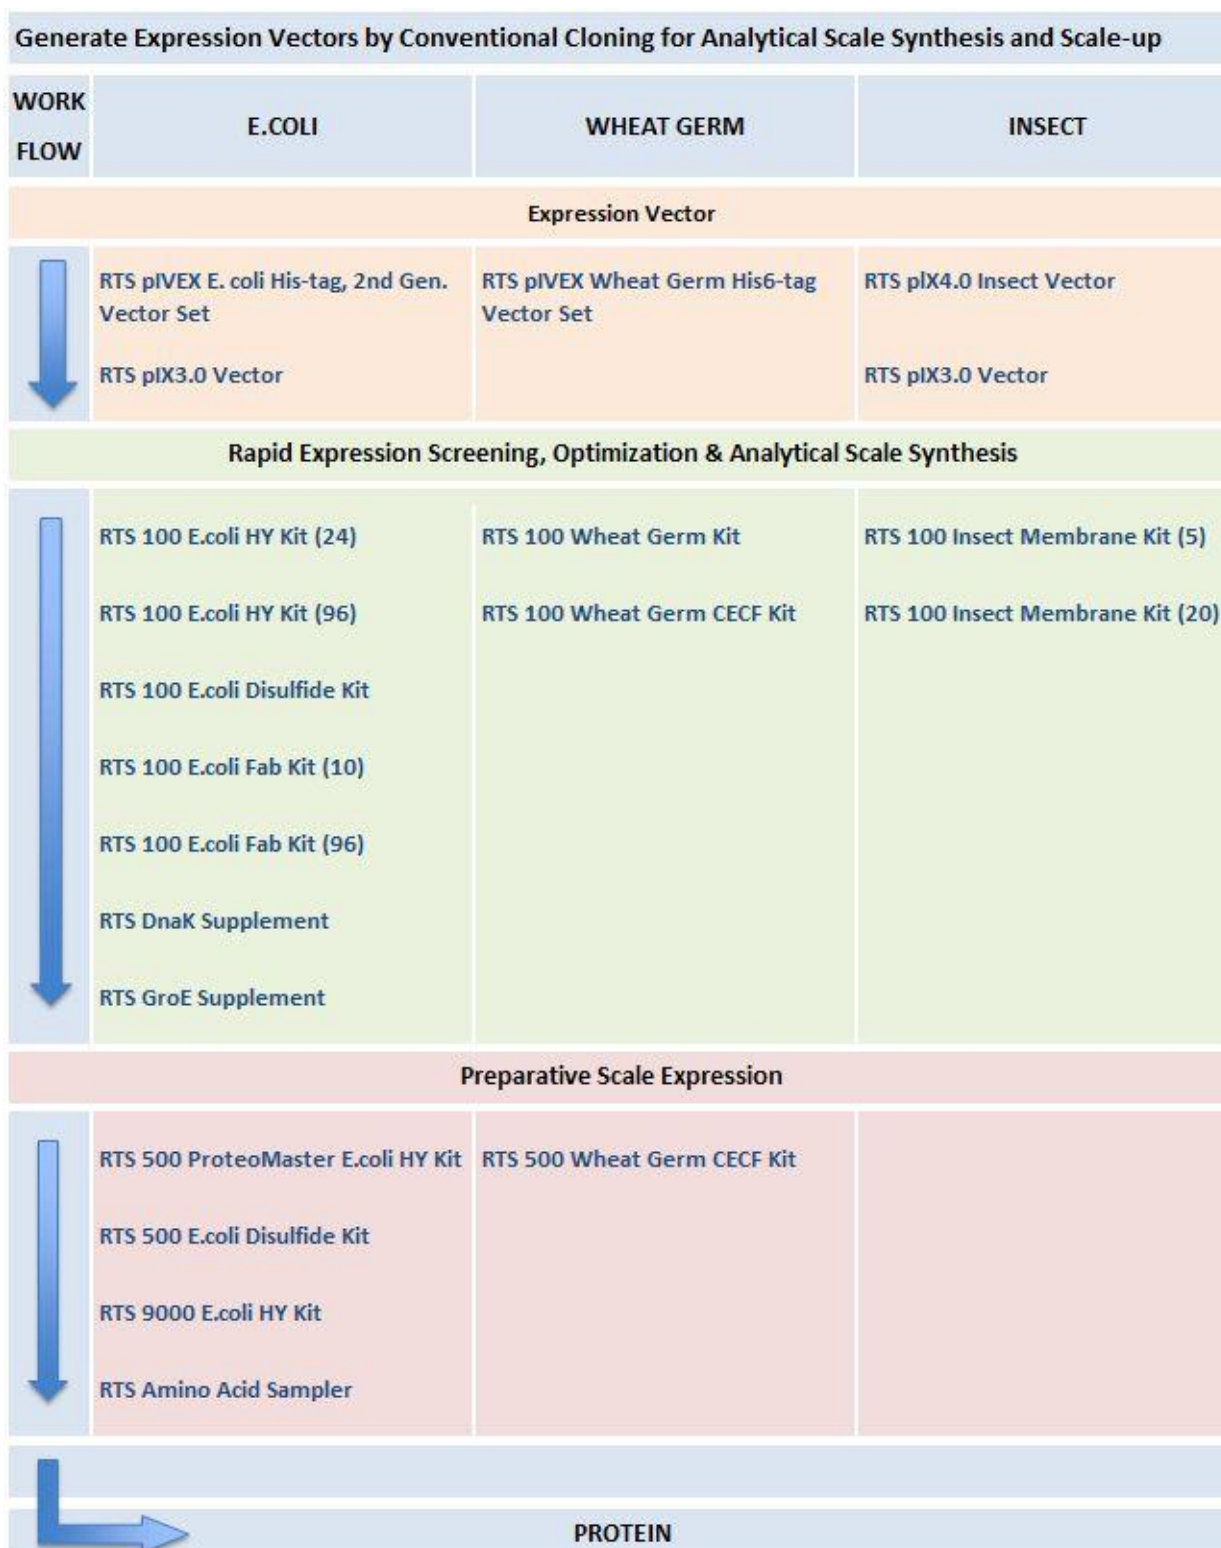 Generate Expression Vectors by Conventional Cloning for Analytical Scale Synthesis and Scale-up
WORK
FLOW
E.COLI
WHEAT GERM
INSECT
Expression Vector
RTS pIVEX E. coli His-tag, 2nd Gen.
Vector Set
RTS pIX3.0 Vector
RTS pIVEX Wheat Germ His6-tag
Vector Set
RTS pIX4.0 Insect Vector
RTS pIX3.0 Vector
Rapid Expression Screening, Optimization & Analytical Scale Synthesis
RTS 100 E.coli HY Kit (24)
RTS 100 E.coli HY Kit (96)
RTS 100 E.coli Disulfide Kit
RTS 100 E.coli Fab Kit (10)
RTS 100 E.coli Fab Kit (96)
RTS DnaK Supplement
RTS GroE Supplement
RTS 100 Wheat Germ Kit
RTS 100 Wheat Germ CECF Kit
RTS 100 Insect Membrane Kit (5)
RTS 100 Insect Membrane Kit (20)
Preparative Scale Expression
RTS 500 ProteoMaster E.coli HY Kit
RTS 500 E.coli Disulfide Kit
RTS 9000 E.coli HY Kit
RTS Amino Acid Sampler
RTS 500 Wheat Germ CECF Kit
PROTEIN